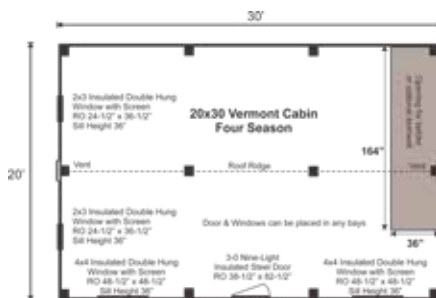 30'
20'
2x3 Insulated Double Hung
Window with Screen
RO 24-1/2" x 36-1/2"
Sill Height 36"
20x30 Vermont Cabin
Four Season
Opening for ladder
164"
Vent
Roof Ridge
Vent
2x3 Insulated Double Hung
Window with Screen
RO 24-1/2" x 36-1/2"
Sill Height 36"
Door & Windows can be placed in any bays
36"
4x4 Insulated Double Hung
Window with Screen
RO 48-1/2" x 48-1/2"
Sill Height 36"
3-0 Nine-Light
Insulated Steel Door
RO 38-1/2" x 82-1/2"
4x4 Insulated Double Hung
Window with Screen
RO 48-1/2" x 48-1/2"
Sill Height 36"